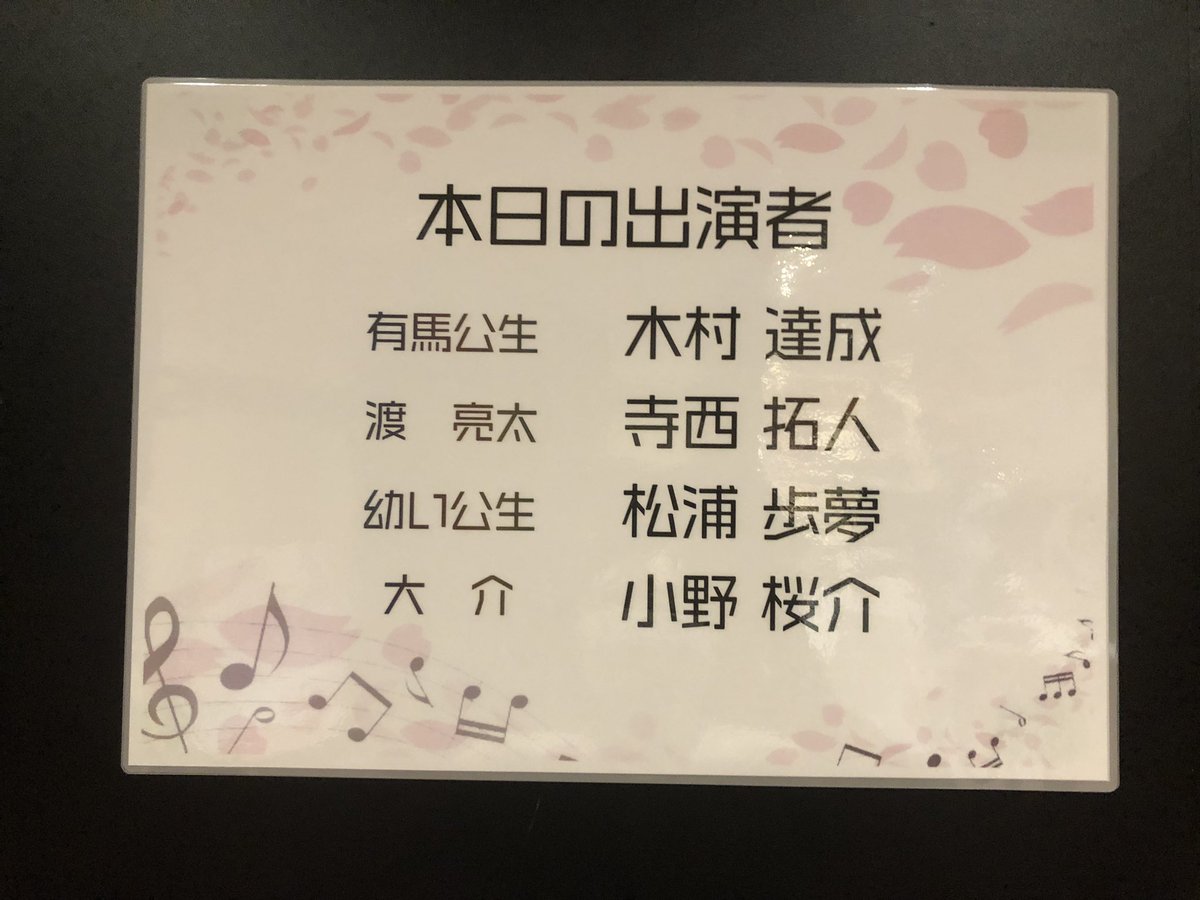 本日の出演者
有馬公生 木村 達成
渡 亮太 寺西 拓人
幼い公生 松浦 歩夢
大 介 小野 桜介